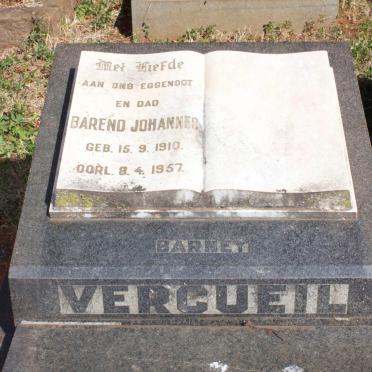 Met Liefde
AAN ONS EGGENOOT
EN DAD
BAREND JOHANNES
GEB. 15. 9. 1910.
OORL. 8. 4. 1957.
BARNEY
VERCUEIL